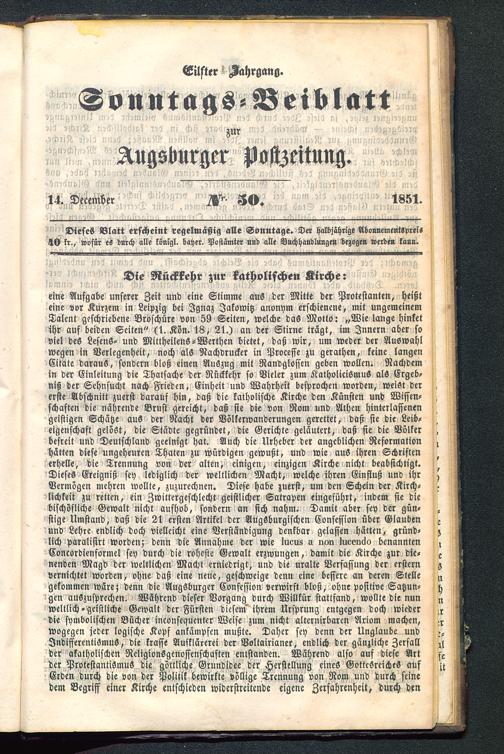 Eilfter Jahrgang.
Sonntags-Beiblatt
zur
Augsburger Postzeitung.
14. December № 50. 1851.
Dieses Blatt erscheint regelmäßig alle Sonntage. Der halbjährige Abonnementspreis
40 kr., wofür es durch alle königl. bayer. Postämter und alle Buchhandlungen bezogen werden kann.
Die Rückkehr zur katholischen Kirche:
eine Aufgabe unserer Zeit und eine Stimme aus der Mitte der Protestanten, heißt
eine vor Kurzem in Leipzig bei Ignaz Jakowitz anonym erschienene, mit ungemeinem
Talent geschriebene Broschüre von 59 Seiten, welche das Motto: „Wie lange hinket
ihr auf beiden Seiten“ (1. Kön. 18, 21.) an der Stirne trägt, im Innern aber so
viel des Lesens- und Mittheilens-Werthen bietet, daß wir, um weder der Auswahl
wegen in Verlegenheit, noch als Nachdrucker in Processe zu gerathen, keine langen
Citate daraus, sondern bloß einen Auszug mit Randglossen geben wollen. Nachdem
in der Einleitung die Thatsache der Rückkehr so Vieler zum Katholicismus als Ergeb-
niß der Sehnsucht nach Frieden, Einheit und Wahrheit besprochen worden, weist der
erste Abschnitt zuerst darauf hin, daß die katholische Kirche den Künsten und Wissen-
schaften die nährende Brust gereicht, daß sie die von Rom und Athen hinterlassenen
geistigen Schätze aus der Nacht der Völkerwanderungen gerettet, daß sie die Leib-
eigenschaft gelöst, die Städte gegründet, die Gerichte geläutert, daß sie die Völker
befreit und Deutschland geeinigt hat. Auch die Urheber der angeblichen Reformation
hätten diese ungeheuren Thaten zu würdigen gewußt, und wie aus ihren Schriften
erhelle, die Trennung von der alten, einigen, einzigen Kirche nicht beabsichtigt.
Dieses Ereigniß sey lediglich der weltlichen Macht, welche ihren Einfluß und ihr
Vermögen mehren wollte, zuzurechnen. Diese habe zuerst, um den Schein der Kirch-
lichkeit zu retten, ein Zwittergeschlecht geistlicher Satrapen eingeführt, indem sie die
bischöfliche Gewalt nicht aufhob, sondern an sich nahm. Damit aber sey der gün-
stige Umstand, daß die 21 ersten Artikel der Augsburgischen Confession über Glauben
und Lehre endlich doch vielleicht eine Verständigung denkbar gelassen hätten, gründ-
lich paralisirt worden; denn die Annahme der wie lucus a non lucendo benannten
Concordienformel sey durch die roheste Gewalt erzwungen, damit die Kirche zur die-
nenden Magd der weltlichen Macht erniedrigt, und die uralte Verfassung der erstern
vernichtet worden, ohne daß eine neue, geschweige denn eine bessere an deren Stelle
gekommen wäre; denn die Augsburger Confession verneint bloß, ohne positive Satzun-
gen auszusprechen. Während dieser Vorgang durch Willkür entstand, wollte die nun
weltlich-geistliche Gewalt der Fürsten diesem ihrem Ursprung entgegen doch wieder
die symbolischen Bücher inconsequenter Weise zum nicht alternirbaren Axiom machen,
wogegen jeder logische Kopf ankämpfen mußte. Daher sey denn der Unglaube und
Indifferentismus, die krasse Aufklärerei der Voltairianer, endlich der gänzliche Zerfall
der akatholischen Religionsgenossenschaften entstanden. Während also auf diese Art
der Protestantismus die göttliche Grundidee der Herstellung eines Gottesreiches auf
Erden durch die von der Politik bewirkte völlige Trennung von Rom und durch seine
dem Begriff einer Kirche entschieden widerstreitende eigene Zerfahrenheit, durch den